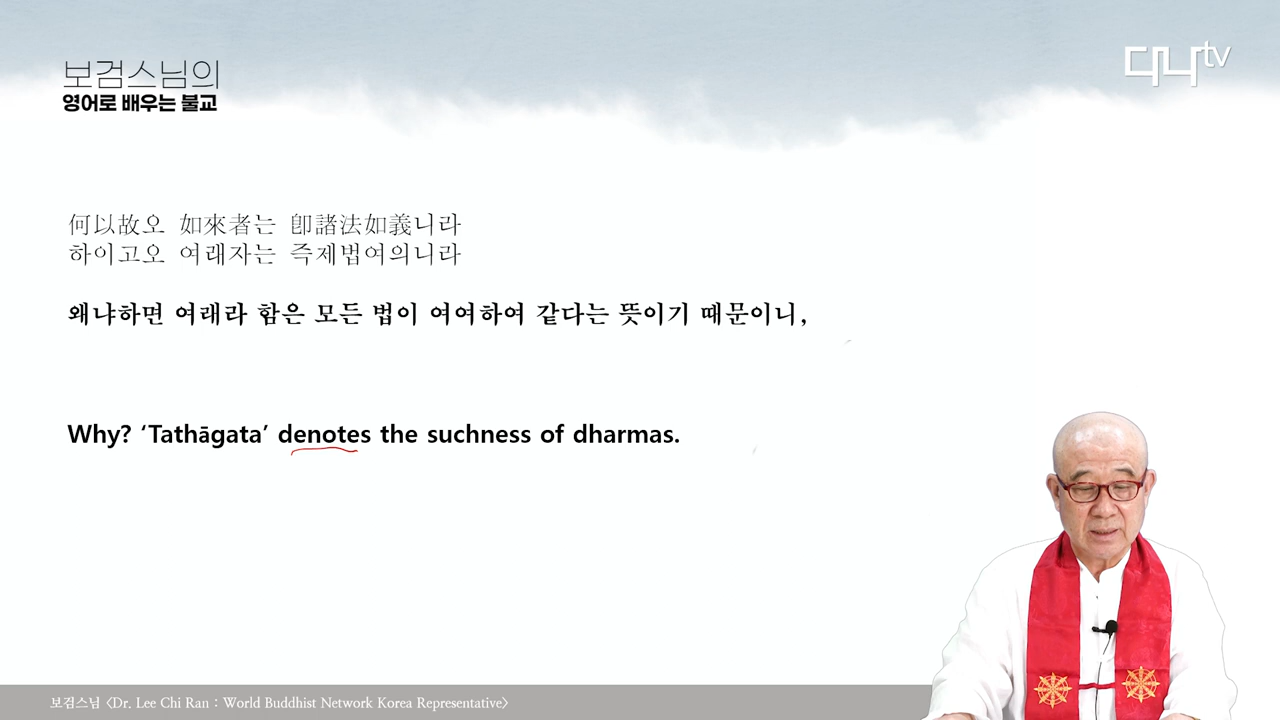 보검스님의
영어로 배우는 불교
디나tv
何以故오 如來者는 卽諸法如義니라
하이고오 여래자는 즉제법여의니라
왜냐하면 여래라 함은 모든 법이 여여하여 같다는 뜻이기 때문이니,
Why? ‘Tathāgata’ denotes the suchness of dharmas.
보검스님 <Dr. Lee Chi Ran : World Buddhist Network Korea Representative>